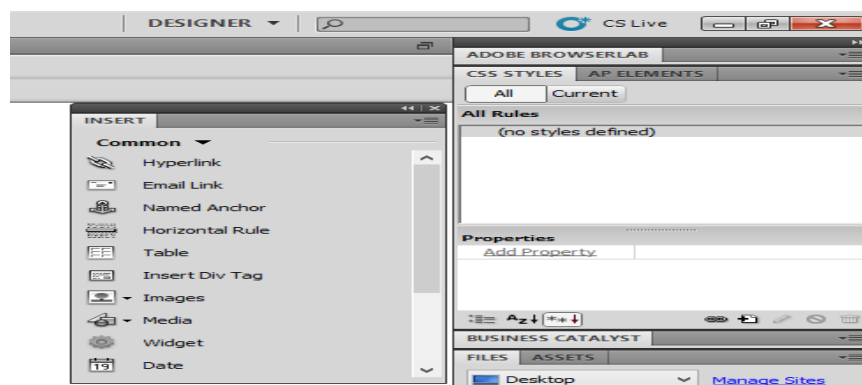 DESIGNER
CS Live
ADOBE BROWSERLAB
CSS STYLES AP ELEMENTS
All Current
All Rules
(no styles defined)
Properties
Add Property
BUSINESS CATALYST
FILES ASSETS
Desktop Manage Sites
INSERT
Common
Hyperlink
Email Link
Named Anchor
Horizontal Rule
Table
Insert Div Tag
Images
Media
Widget
19 Date